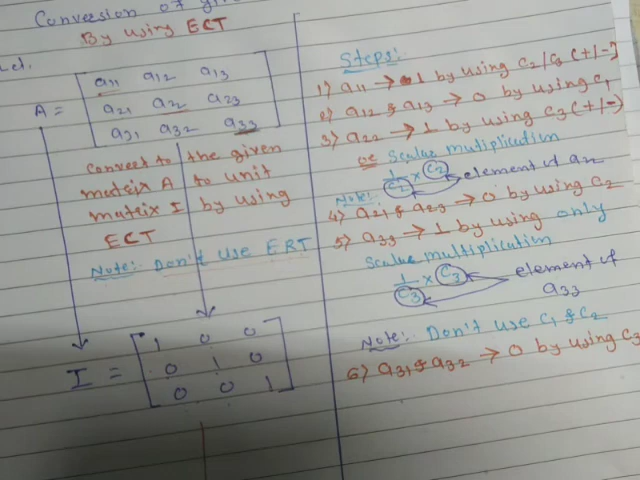 Conversion of
By using ECT
Let.
A = [ a11 a12 a13
a21 a22 a23
a31 a32 a33 ]
convert to the given
matrix A to unit
matrix I by using
ECT
Note: Don't use ERT
I = [ 1 0 0
0 1 0
0 0 1 ]
Steps:
1) a11 → 1 by using C2/C3 (+/-)
2) a12 & a13 → 0 by using C1
3) a22 → 1 by using C3 (+/-)
or Scalar multiplication
1/C2 × C2 element of a22
Note:
4) a21 & a23 → 0 by using C2
5) a33 → 1 by using only
Scalar multiplication
1/C3 × C3 element of
a33
Note: Don't use C1 & C2
6) a31 & a32 → 0 by using C3